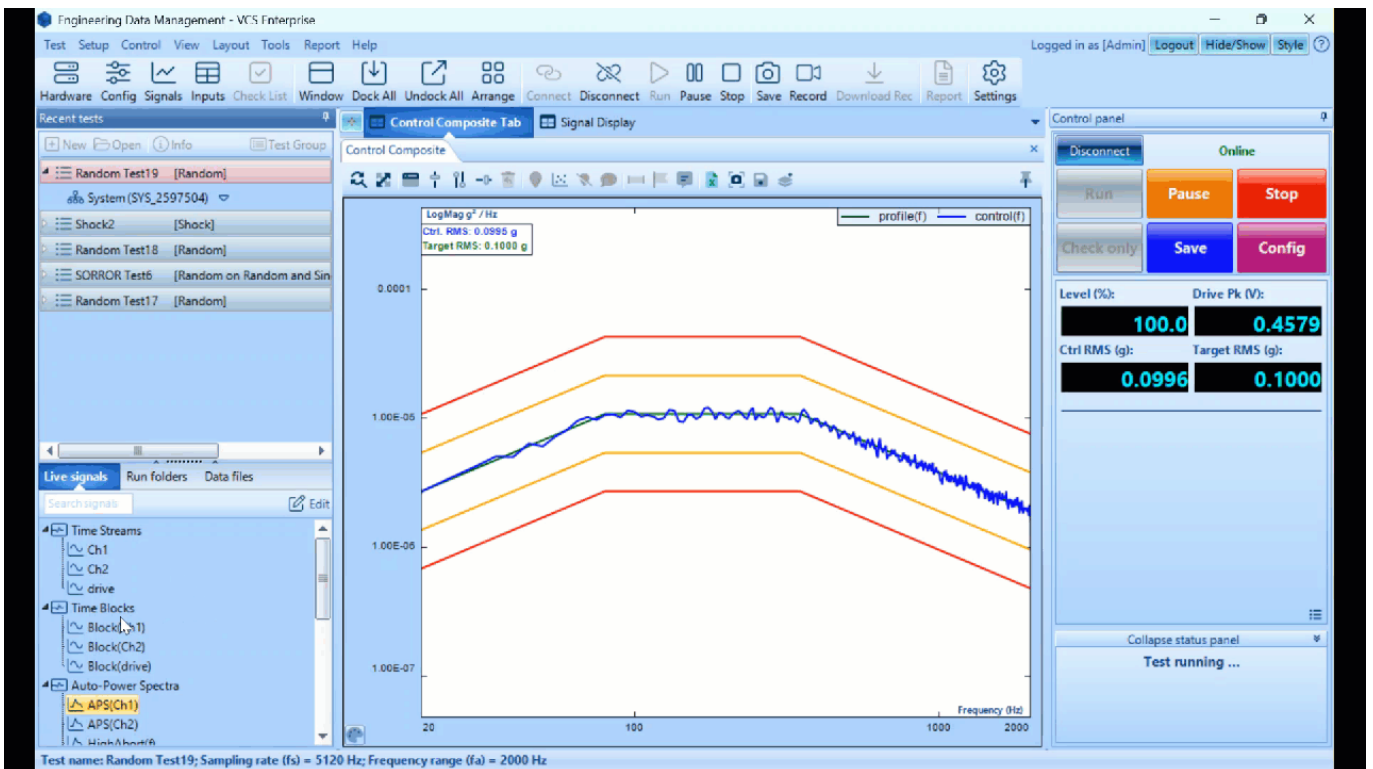 Engineering Data Management - VCS Enterprise
Test Setup Control View Layout Tools Report Help
Logged in as [Admin] Logout Hide/Show Style ?
Hardware Config Signals Inputs Check List Window Dock All Undock All Arrange Connect Disconnect Run Pause Stop Save Record Download Rec Report Settings
Recent tests
New Open Info Test Group
Random Test19 [Random]
System (SYS_2597504)
Shock2 [Shock]
Random Test18 [Random]
SORROR Test6 [Random on Random and Sin
Random Test17 [Random]
Live signals Run folders Data files
Search signals Edit
Time Streams
Ch1
Ch2
drive
Time Blocks
Block(Ch1)
Block(Ch2)
Block(drive)
Auto-Power Spectra
APS(Ch1)
APS(Ch2)
HighAbort(f)
Control Composite Tab Signal Display
Control Composite
LogMag g² / Hz
Ctrl. RMS: 0.0995 g
Target RMS: 0.1000 g
profile(f) control(f)
0.0001
1.00E-05
1.00E-06
1.00E-07
Frequency (Hz)
20 100 1000 2000
Control panel
Disconnect Online
Run Pause Stop
Check only Save Config
Level (%): Drive Pk (V):
100.0 0.4579
Ctrl RMS (g): Target RMS (g):
0.0996 0.1000
Collapse status panel
Test running ...
Test name: Random Test19; Sampling rate (fs) = 5120 Hz; Frequency range (fa) = 2000 Hz